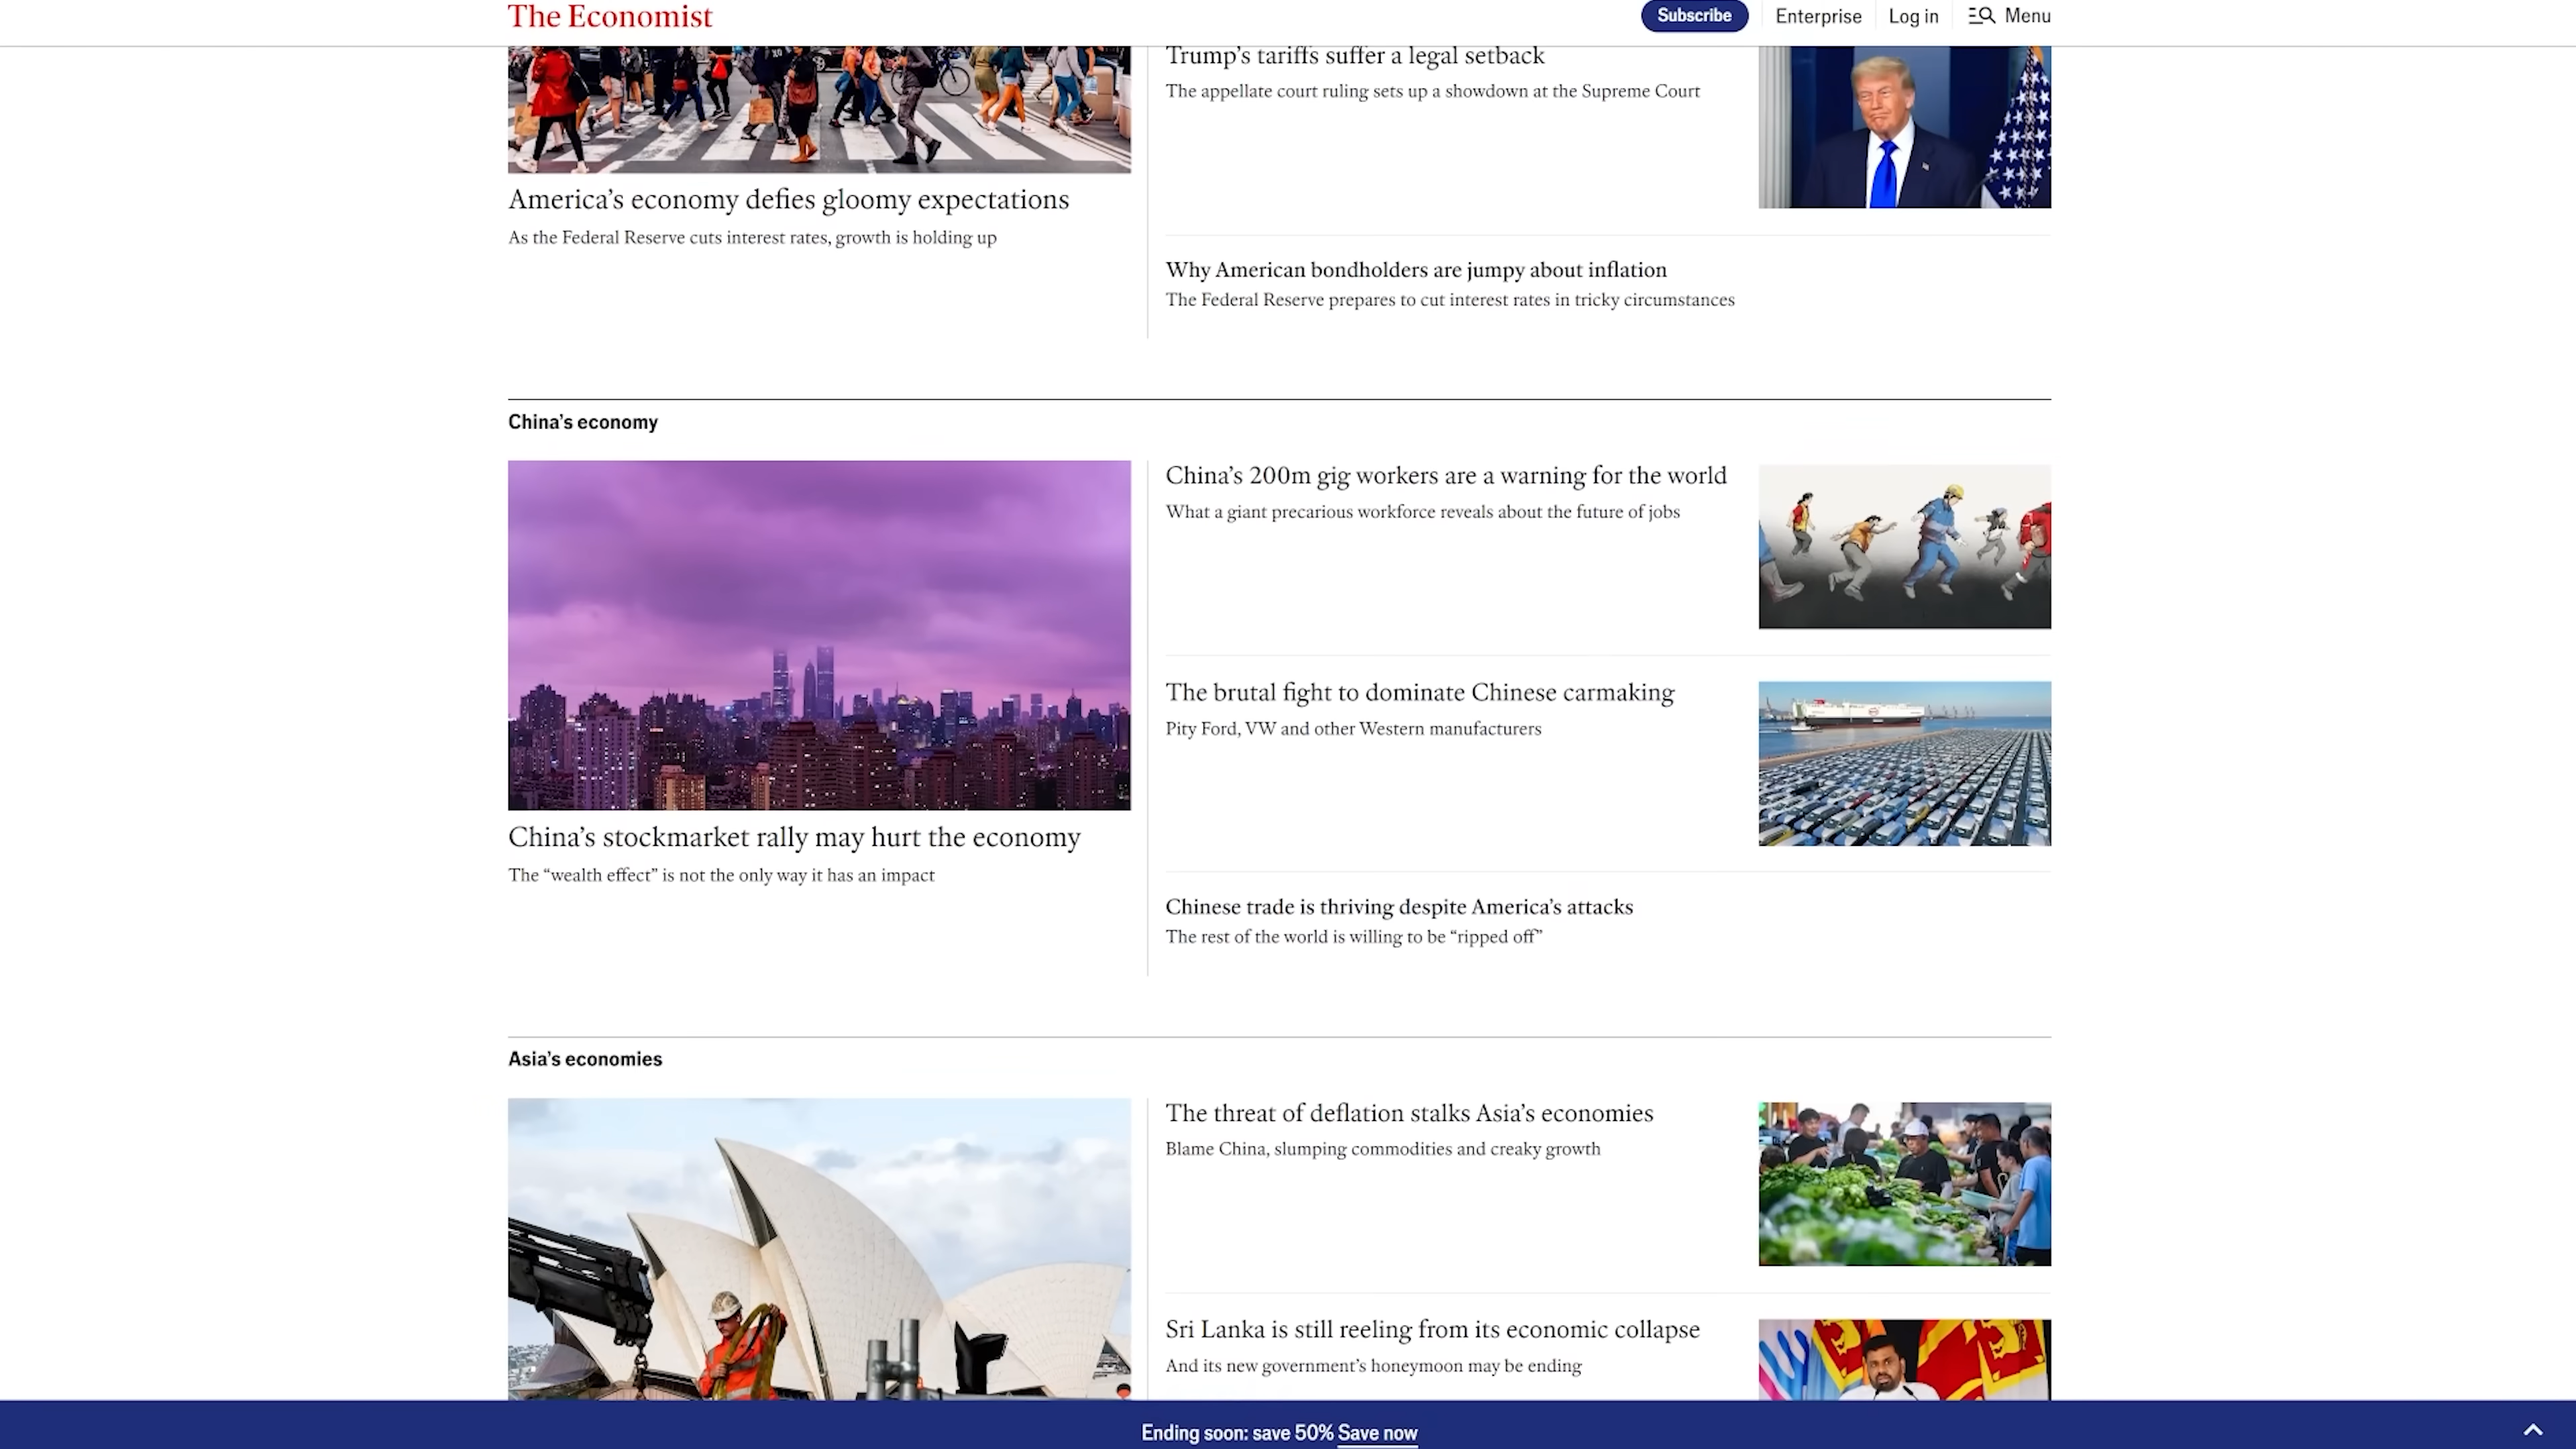 The Economist
Subscribe
Enterprise
Log in
Menu
America’s economy defies gloomy expectations
As the Federal Reserve cuts interest rates, growth is holding up
Trump’s tariffs suffer a legal setback
The appellate court ruling sets up a showdown at the Supreme Court
Why American bondholders are jumpy about inflation
The Federal Reserve prepares to cut interest rates in tricky circumstances
China’s economy
China’s stockmarket rally may hurt the economy
The “wealth effect” is not the only way it has an impact
China’s 200m gig workers are a warning for the world
What a giant precarious workforce reveals about the future of jobs
The brutal fight to dominate Chinese carmaking
Pity Ford, VW and other Western manufacturers
Chinese trade is thriving despite America’s attacks
The rest of the world is willing to be “ripped off”
Asia’s economies
The threat of deflation stalks Asia’s economies
Blame China, slumping commodities and creaky growth
Sri Lanka is still reeling from its economic collapse
And its new government’s honeymoon may be ending
Ending soon: save 50% Save now